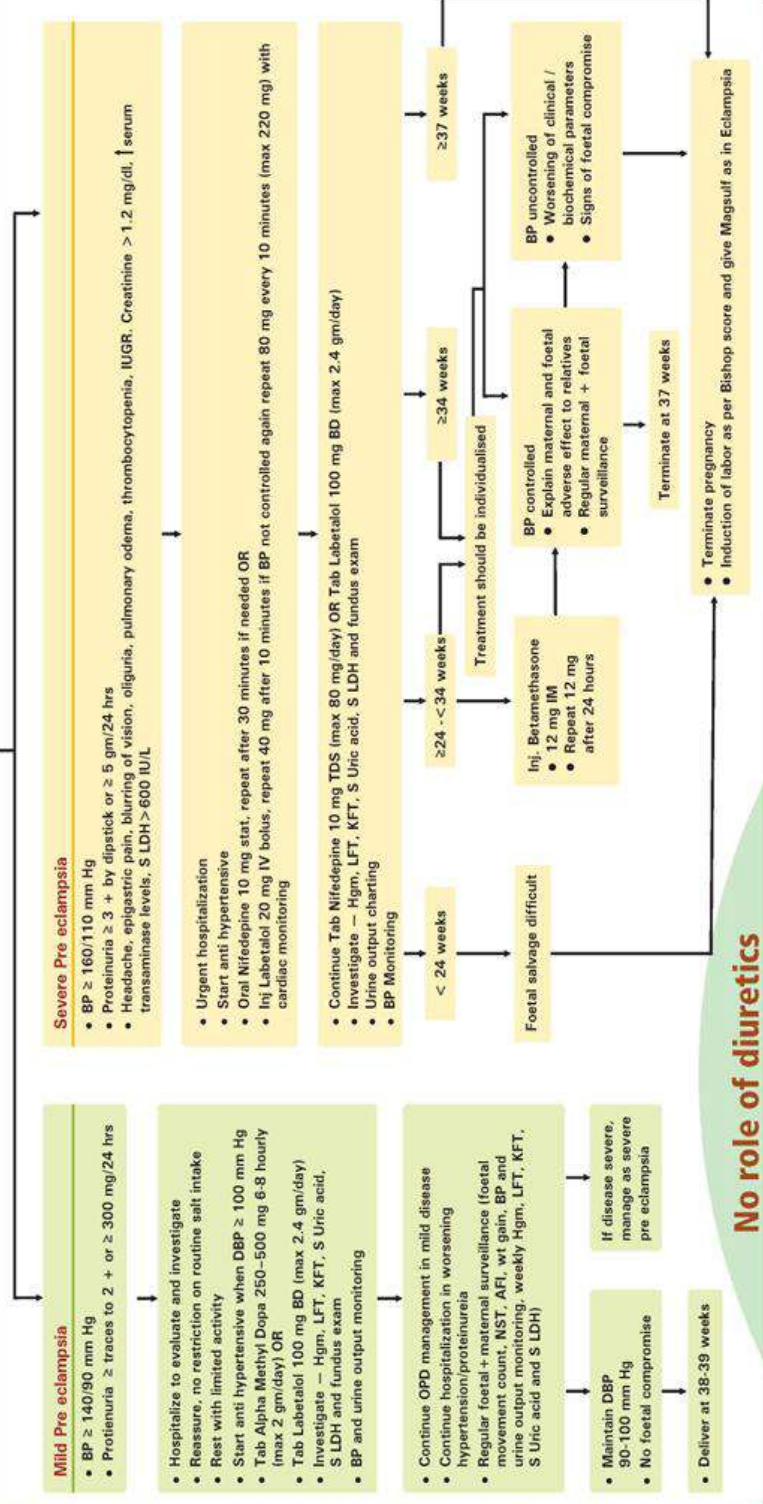 Mild Pre eclampsia
• BP ≥ 140/90 mm Hg
• Protienuria ≥ traces to 2 + or ≥ 300 mg/24 hrs
• Hospitalize to evaluate and investigate
• Reassure, no restriction on routine salt intake
• Rest with limited activity
• Start anti hypertensive when DBP ≥ 100 mm Hg
• Tab Alpha Methyl Dopa 250–500 mg 6-8 hourly
(max 2 gm/day) OR
• Tab Labetalol 100 mg BD (max 2.4 gm/day)
• Investigate — Hgm, LFT, KFT, S Uric acid,
S LDH and fundus exam
• BP and urine output monitoring
• Continue OPD management in mild disease
• Continue hospitalization in worsening
hypertension/proteinureia
• Regular foetal + maternal surveillance (foetal
movement count, NST, AFI, wt gain, BP and
urine output monitoring, weekly Hgm, LFT, KFT,
S Uric acid and S LDH)
• Maintain DBP
90-100 mm Hg
• No foetal compromise
If disease severe,
manage as severe
pre eclampsia
• Deliver at 38-39 weeks
Severe Pre eclampsia
• BP ≥ 160/110 mm Hg
• Proteinuria ≥ 3 + by dipstick or ≥ 5 gm/24 hrs
• Headache, epigastric pain, blurring of vision, oliguria, pulmonary odema, thrombocytopenia, IUGR. Creatinine > 1.2 mg/dl, ↑ serum
transaminase levels, S LDH > 600 IU/L
• Urgent hospitalization
• Start anti hypertensive
• Oral Nifedepine 10 mg stat, repeat after 30 minutes if needed OR
• Inj Labetalol 20 mg IV bolus, repeat 40 mg after 10 minutes if BP not controlled again repeat 80 mg every 10 minutes (max 220 mg) with
cardiac monitoring
• Continue Tab Nifedepine 10 mg TDS (max 80 mg/day) OR Tab Labetalol 100 mg BD (max 2.4 gm/day)
• Investigate — Hgm, LFT, KFT, S Uric acid, S LDH and fundus exam
• Urine output charting
• BP Monitoring
< 24 weeks
≥24 - <34 weeks
≥34 weeks
≥37 weeks
Treatment should be individualised
Foetal salvage difficult
Inj. Betamethasone
• 12 mg IM
• Repeat 12 mg
after 24 hours
BP controlled
• Explain maternal and foetal
adverse effect to relatives
• Regular maternal + foetal
surveillance
BP uncontrolled
• Worsening of clinical /
biochemical parameters
• Signs of foetal compromise
Terminate at 37 weeks
• Terminate pregnancy
• Induction of labor as per Bishop score and give Magsulf as in Eclampsia
No role of diuretics